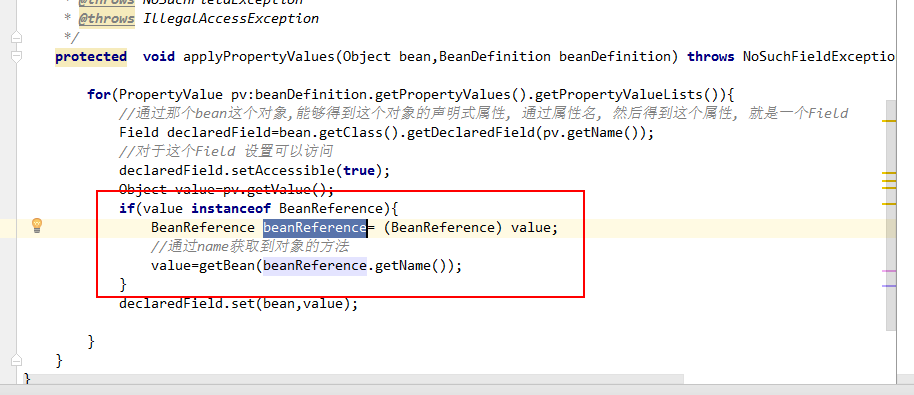 * @throws NoSuchFieldException
* @throws IllegalAccessException
*/
protected  void applyPropertyValues(Object bean,BeanDefinition beanDefinition) throws NoSuchFieldException
for(PropertyValue pv:beanDefinition.getPropertyValues().getPropertyValueLists()){
//通过那个bean这个对象,能够得到这个对象的声明式属性, 通过属性名, 然后得到这个属性, 就是一个Field
Field declaredField=bean.getClass().getDeclaredField(pv.getName());
//对于这个Field 设置可以访问
declaredField.setAccessible(true);
Object value=pv.getValue();
if(value instanceof BeanReference){
BeanReference beanReference= (BeanReference) value;
//通过name获取到对象的方法
value=getBean(beanReference.getName());
}
declaredField.set(bean,value);
}
}
}